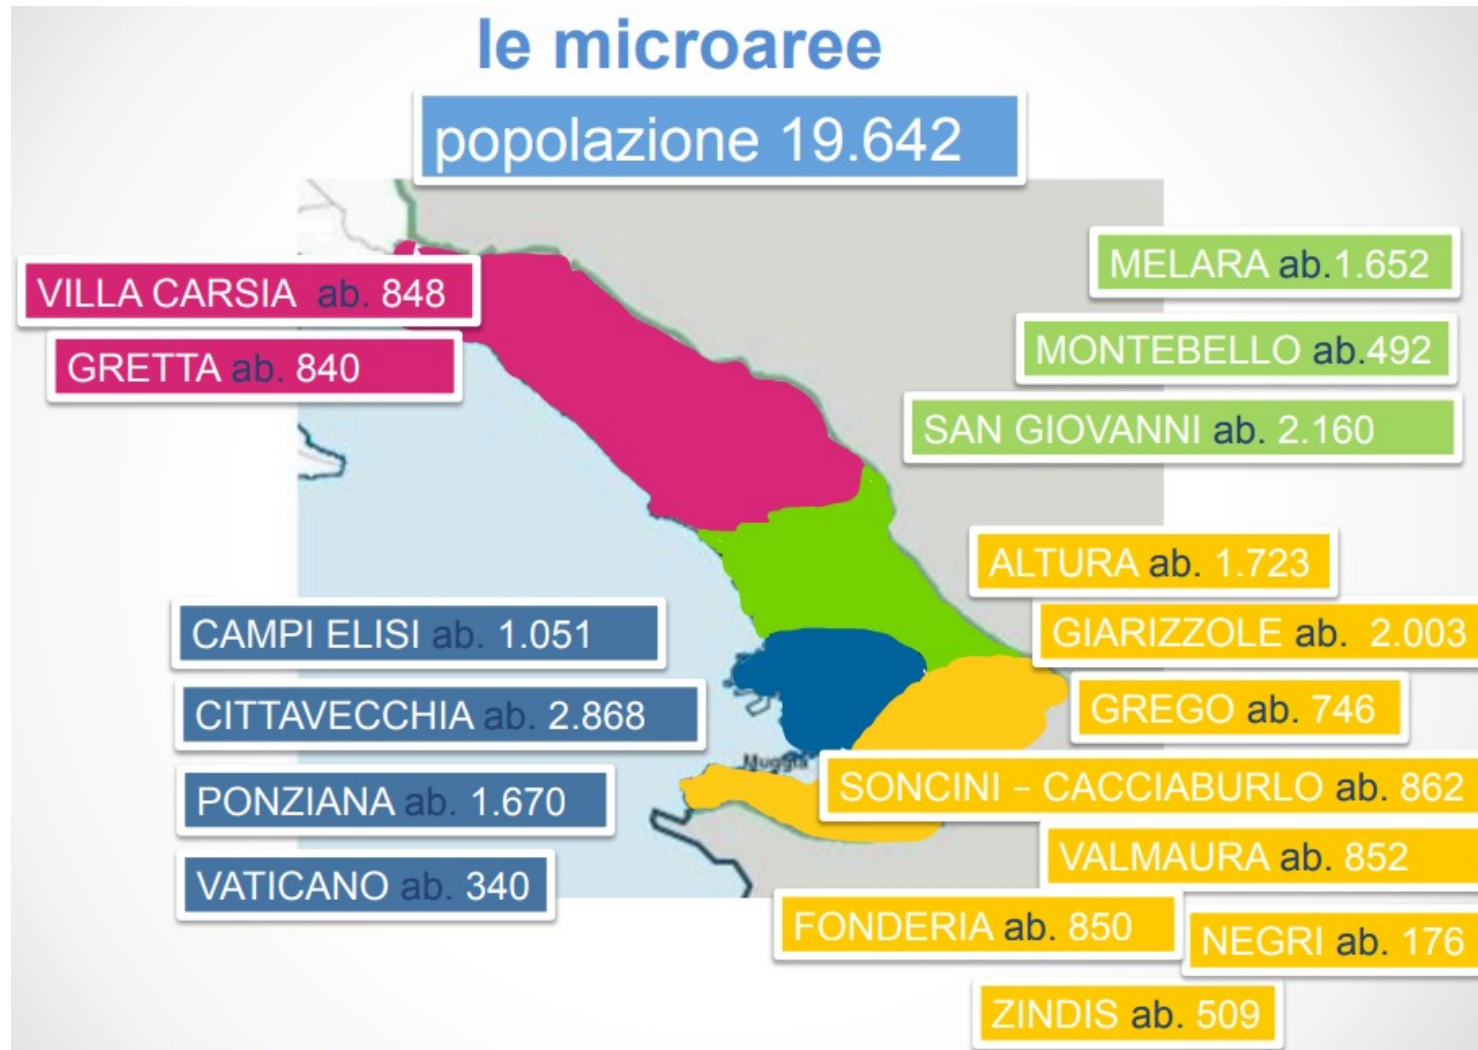 le microaree
popolazione 19.642
VILLA CARSIA ab. 848
GRETTA ab. 840
MELARA ab.1.652
MONTEBELLO ab.492
SAN GIOVANNI ab. 2.160
CAMPI ELISI ab. 1.051
CITTAVECCHIA ab. 2.868
PONZIANA ab. 1.670
VATICANO ab. 340
Muggia
ALTURA ab. 1.723
GIARIZZOLE ab. 2.003
GREGO ab. 746
SONCINI – CACCIABURLO ab. 862
VALMAURA ab. 852
FONDERIA ab. 850
NEGRI ab. 176
ZINDIS ab. 509